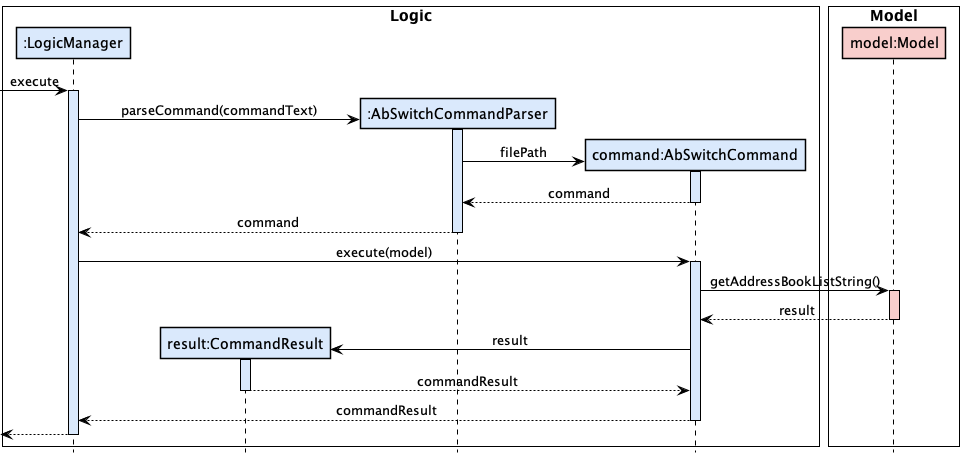 Logic
Model
:LogicManager
model:Model
execute
parseCommand(commandText)
:AbSwitchCommandParser
filePath
command:AbSwitchCommand
command
command
execute(model)
getAddressBookListString()
result
result:CommandResult
result
commandResult
commandResult